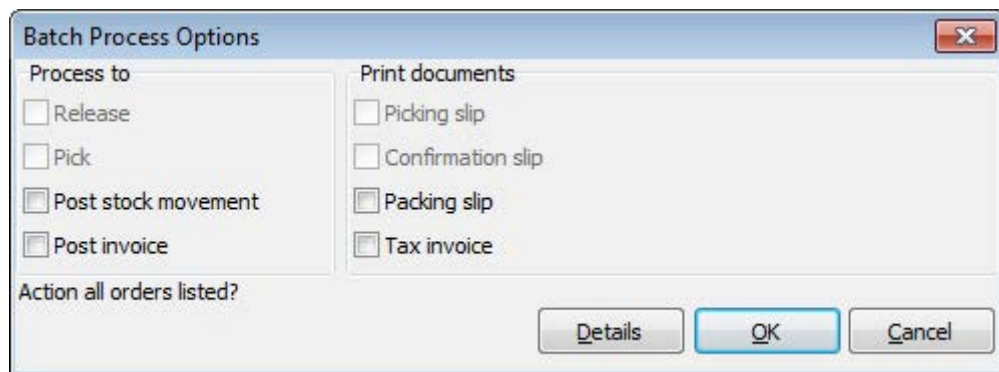 Batch Process Options
Process to
Release
Pick
Post stock movement
Post invoice
Print documents
Picking slip
Confirmation slip
Packing slip
Tax invoice
Action all orders listed?
Details
OK
Cancel